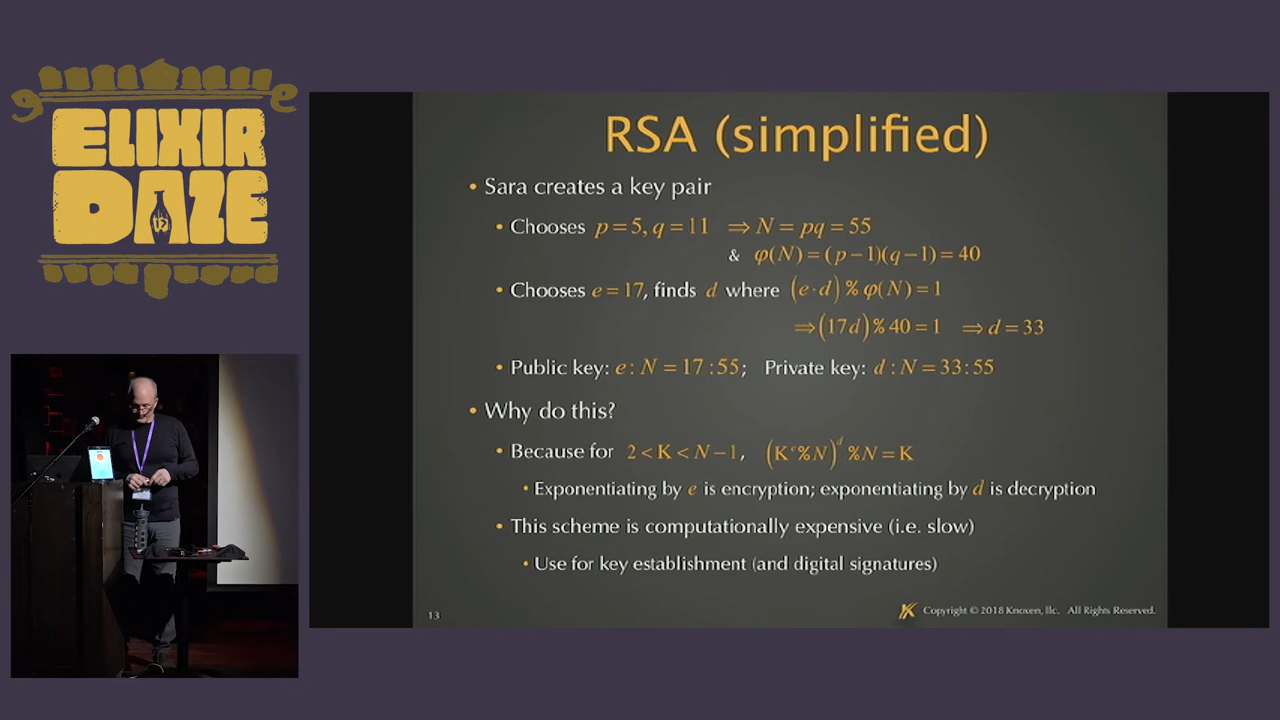 ELIXIR
DAZE
RSA (simplified)
• Sara creates a key pair
• Chooses p = 5, q = 11 ⇒ N = pq = 55
& φ(N) = (p − 1)(q − 1) = 40
• Chooses e = 17, finds d where (e·d) % φ(N) = 1
⇒ (17d) % 40 = 1 ⇒ d = 33
• Public key: e : N = 17 : 55; Private key: d : N = 33 : 55
• Why do this?
• Because for 2 < K < N − 1, (Kᵉ % N)ᵈ % N = K
• Exponentiating by e is encryption; exponentiating by d is decryption
• This scheme is computationally expensive (i.e. slow)
• Use for key establishment (and digital signatures)
13
Copyright © 2018 Knoxen, llc. All Rights Reserved.